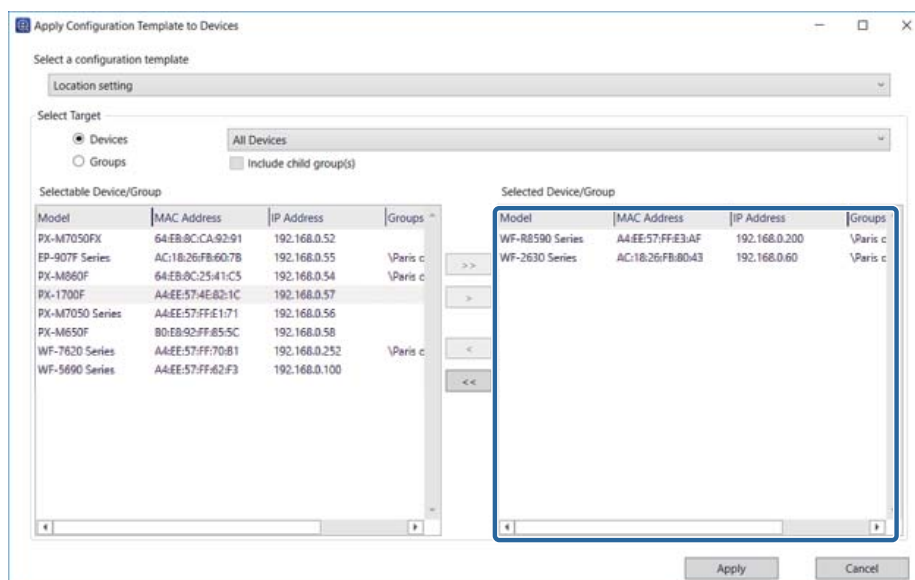 Apply Configuration Template to Devices
Select a configuration template
Location setting
Select Target
Devices
All Devices
Groups
Include child group(s)
Selectable Device/Group
Selected Device/Group
Model MAC Address IP Address Groups
PX-M7050FX 64:EB:8C:CA:92:91 192.168.0.52
EP-907F Series AC:18:26:FB:60:7B 192.168.0.55 \Paris c
PX-M860F 64:EB:8C:25:41:C5 192.168.0.54 \Paris c
PX-1700F A4:EE:57:4E:82:1C 192.168.0.57
PX-M7050 Series A4:EE:57:FF:E1:71 192.168.0.56
PX-M650F B0:E8:92:FF:85:5C 192.168.0.58
WF-7620 Series A4:EE:57:FF:70:B1 192.168.0.252 \Paris c
WF-5690 Series A4:EE:57:FF:62:F3 192.168.0.100
>>
>
<
<<
Model MAC Address IP Address Groups
WF-R8590 Series A4:EE:57:FF:E3:AF 192.168.0.200 \Paris c
WF-2630 Series AC:18:26:FB:80:43 192.168.0.60 \Paris c
Apply
Cancel